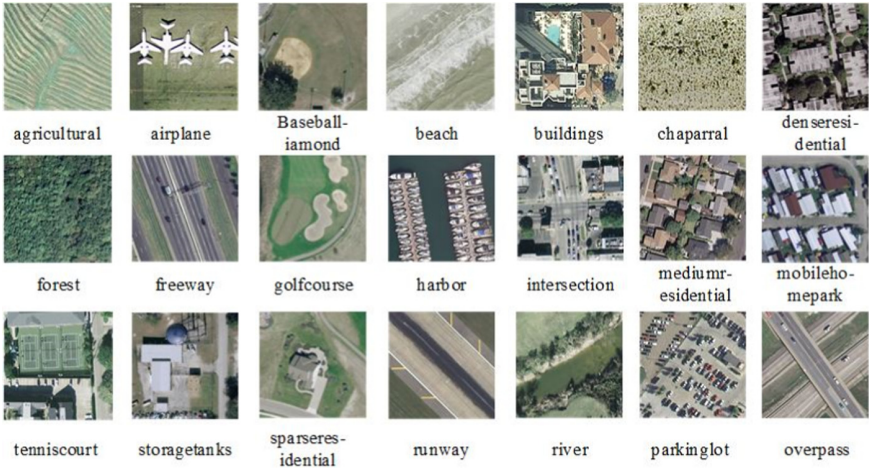 agricultural
airplane
Baseball-
iamond
beach
buildings
chaparral
denseresi-
dential
forest
freeway
golfcourse
harbor
intersection
mediumr-
esidential
mobileho-
mepark
tenniscourt
storagetanks
sparseres-
idential
runway
river
parkinglot
overpass